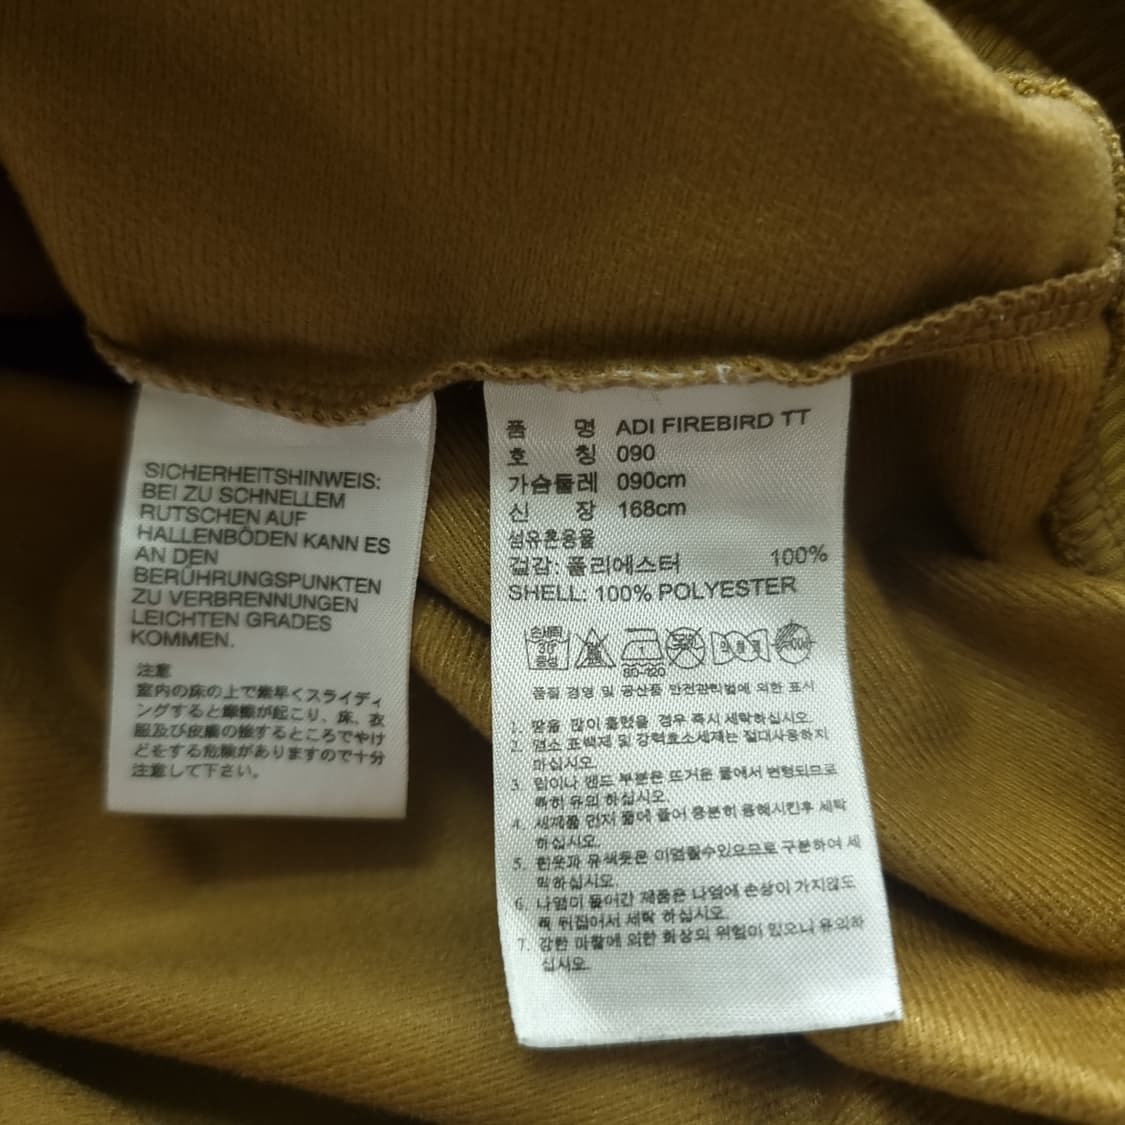 SICHERHEITSHINWEIS:
BEI ZU SCHNELLEM
RUTSCHEN AUF
HALLENBÖDEN KANN ES
AN DEN
BERÜHRUNGSPUNKTEN
ZU VERBRENNUNGEN
LEICHTEN GRADES
KOMMEN.
注意
室内の床の上で素早くスライディ
ングすると摩擦が起こり、床、衣
服及び皮膚の接するところでやけ
どをする危険がありますので十分
注意して下さい。
품 명 ADI FIREBIRD TT
호 칭 090
가슴둘레 090cm
신 장 168cm
섬유혼용율
겉감: 폴리에스터 100%
SHELL: 100% POLYESTER
손세탁
30
중성
80-120
품질 경영 및 공산품 안전관리법에 의한 표시
1. 땀을 많이 흘렸을 경우 즉시 세탁하십시오.
2. 염소 표백제 및 강력효소세제는 절대사용하지
마십시오.
3. 밉이나 밴드 부분은 뜨거운 물에서 변형되므로
특히 유의 하십시오.
4. 세제를 먼저 물에 풀어 충분히 용해시킨후 세탁
하십시오.
5. 흰옷과 유색옷은 이염될수있으므로 구분하여 세
탁하십시오.
6. 나염이 들어간 제품은 나염에 손상이 가지않도
록 뒤집어서 세탁 하십시오.
7. 강한 마찰에 의한 화상의 위험이 있으니 유의하
십시오.